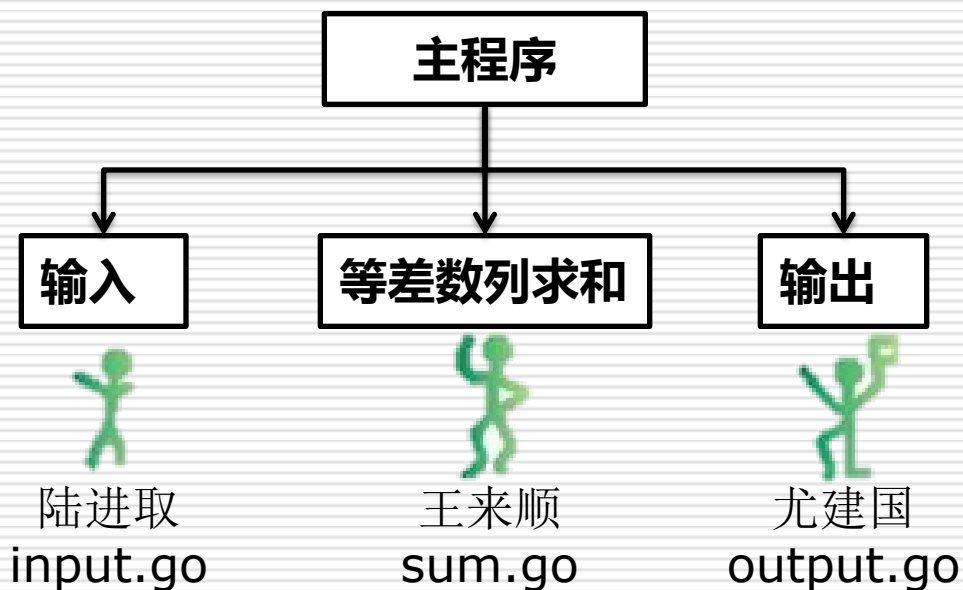 主程序
输入
等差数列求和
输出
陆进取
王来顺
尤建国
input.go
sum.go
output.go